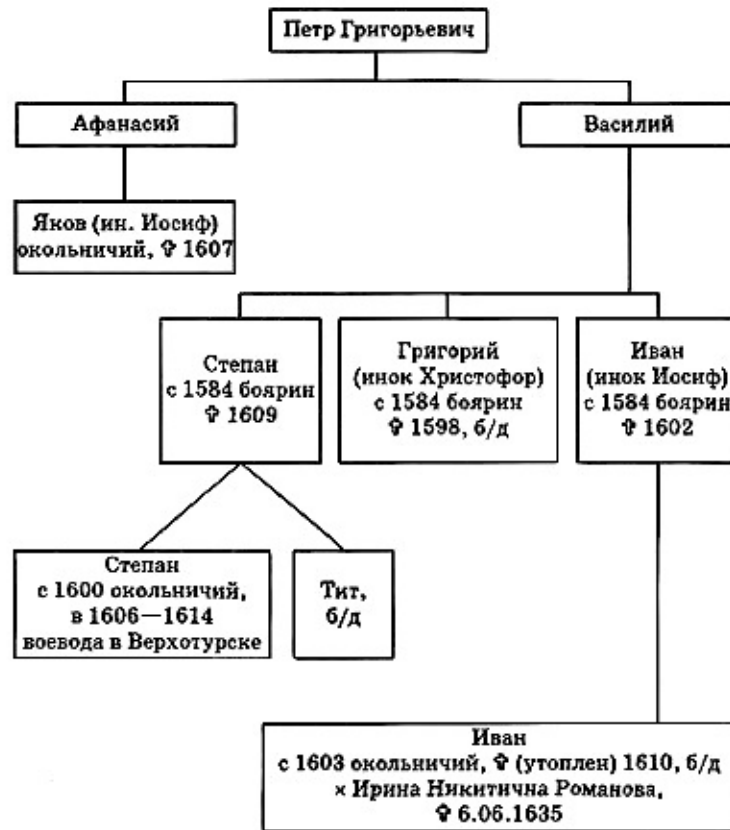 Петр Григорьевич
Афанасий
Василий
Яков (ин. Иосиф)
окольничий, ✞ 1607
Степан
с 1584 боярин
✞ 1609
Григорий
(инок Христофор)
с 1584 боярин
✞ 1598, б/д
Иван
(инок Иосиф)
с 1584 боярин
✞ 1602
Степан
с 1600 окольничий,
в 1606—1614
воевода в Верхотурске
Тит,
б/д
Иван
с 1603 окольничий, ✞ (утоплен) 1610, б/д
× Ирина Никитична Романова,
✞ 6.06.1635